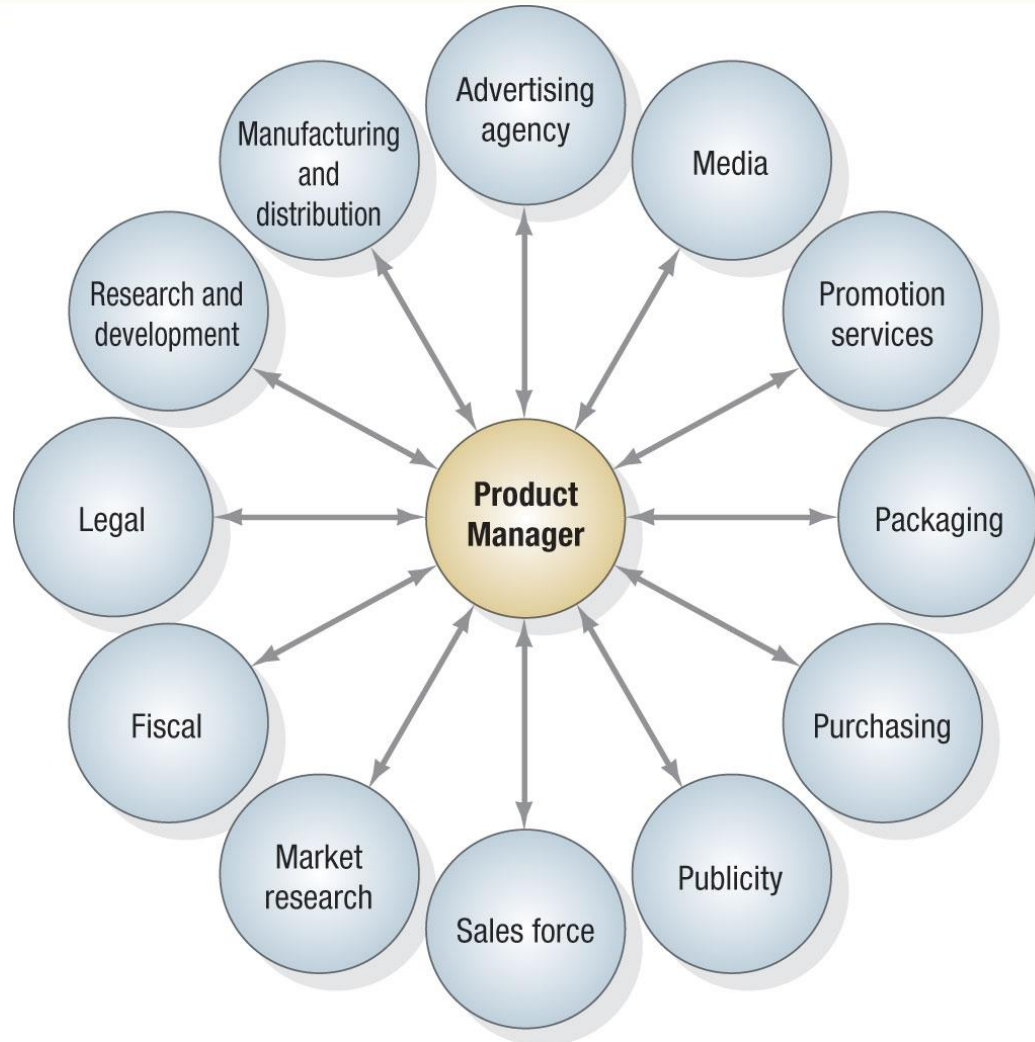 Advertising
agency
Media
Promotion
services
Packaging
Purchasing
Publicity
Sales force
Market
research
Fiscal
Legal
Research and
development
Manufacturing
and
distribution
Product
Manager